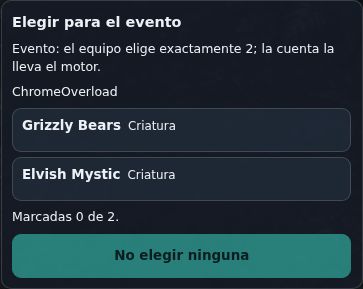 Elegir para el evento
Evento: el equipo elige exactamente 2; la cuenta la
lleva el motor.
ChromeOverload
Grizzly Bears Criatura
Elvish Mystic Criatura
Marcadas 0 de 2.
No elegir ninguna